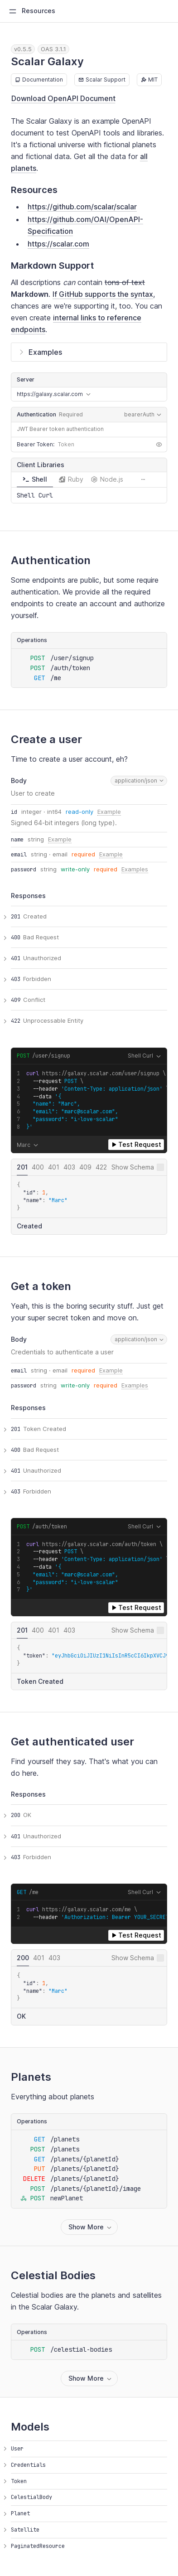 Resources
v0.5.5 OAS 3.1.1
Scalar Galaxy
Documentation Scalar Support MIT
Download OpenAPI Document
The Scalar Galaxy is an example OpenAPI
document to test OpenAPI tools and libraries.
It's a fictional universe with fictional planets
and fictional data. Get all the data for all
planets.
Resources
• https://github.com/scalar/scalar
• https://github.com/OAI/OpenAPI-
Specification
• https://scalar.com
Markdown Support
All descriptions can contain tons of text
Markdown. If GitHub supports the syntax,
chances are we're supporting it, too. You can
even create internal links to reference
endpoints.
Examples
Server
https://galaxy.scalar.com
Authentication Required bearerAuth
JWT Bearer token authentication
Bearer Token: Token
Client Libraries
Shell Ruby Node.js
Shell Curl
Authentication
Some endpoints are public, but some require
authentication. We provide all the required
endpoints to create an account and authorize
yourself.
Operations
POST /user/signup
POST /auth/token
GET /me
Create a user
Time to create a user account, eh?
Body application/json
User to create
id integer · int64 read-only Example
Signed 64-bit integers (long type).
name string Example
email string · email required Example
password string write-only required Examples
Responses
201 Created
400 Bad Request
401 Unauthorized
403 Forbidden
409 Conflict
422 Unprocessable Entity
POST /user/signup Shell Curl
1 curl https://galaxy.scalar.com/user/signup \
2 --request POST \
3 --header 'Content-Type: application/json' \
4 --data '{
5 "name": "Marc",
6 "email": "marc@scalar.com",
7 "password": "i-love-scalar"
8 }'
Marc Test Request
201 400 401 403 409 422 Show Schema
{
"id": 1,
"name": "Marc"
}
Created
Get a token
Yeah, this is the boring security stuff. Just get
your super secret token and move on.
Body application/json
Credentials to authenticate a user
email string · email required Example
password string write-only required Examples
Responses
201 Token Created
400 Bad Request
401 Unauthorized
403 Forbidden
POST /auth/token Shell Curl
1 curl https://galaxy.scalar.com/auth/token \
2 --request POST \
3 --header 'Content-Type: application/json' \
4 --data '{
5 "email": "marc@scalar.com",
6 "password": "i-love-scalar"
7 }'
Test Request
201 400 401 403 Show Schema
{
"token":
}
Token Created
Get authenticated user
Find yourself they say. That's what you can
do here.
Responses
200 OK
401 Unauthorized
403 Forbidden
GET /me Shell Curl
1 curl https://galaxy.scalar.com/me \
2 --header 'Authorization: Bearer YOUR_SECRE
Test Request
200 401 403 Show Schema
{
"id": 1,
"name": "Marc"
}
OK
Planets
Everything about planets
Operations
GET /planets
POST /planets
GET /planets/{planetId}
PUT /planets/{planetId}
DELETE /planets/{planetId}
POST /planets/{planetId}/image
POST newPlanet
Show More
Celestial Bodies
Celestial bodies are the planets and satellites
in the Scalar Galaxy.
Operations
POST /celestial-bodies
Show More
Models
User
Credentials
Token
CelestialBody
Planet
Satellite
PaginatedResource